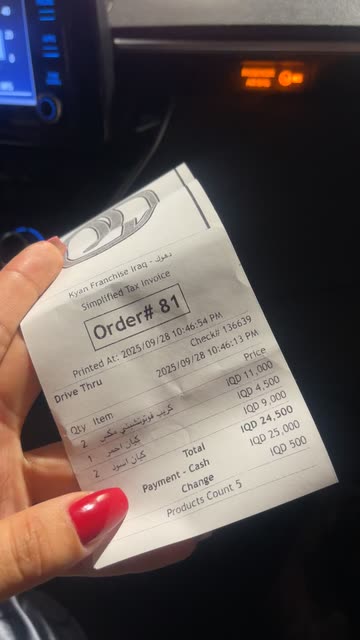 Kyan Franchise Iraq - دهوك
Simplified Tax Invoice
Order# 81
Printed At: 2025/09/28 10:46:54 PM
Check# 136639
Drive Thru
2025/09/28 10:46:13 PM
Qty Item Price
2 IQD 11,000
1 كيان احمر IQD 4,500
2 كيان اسود IQD 9,000
Total IQD 24,500
Payment - Cash IQD 25,000
Change IQD 500
Products Count 5